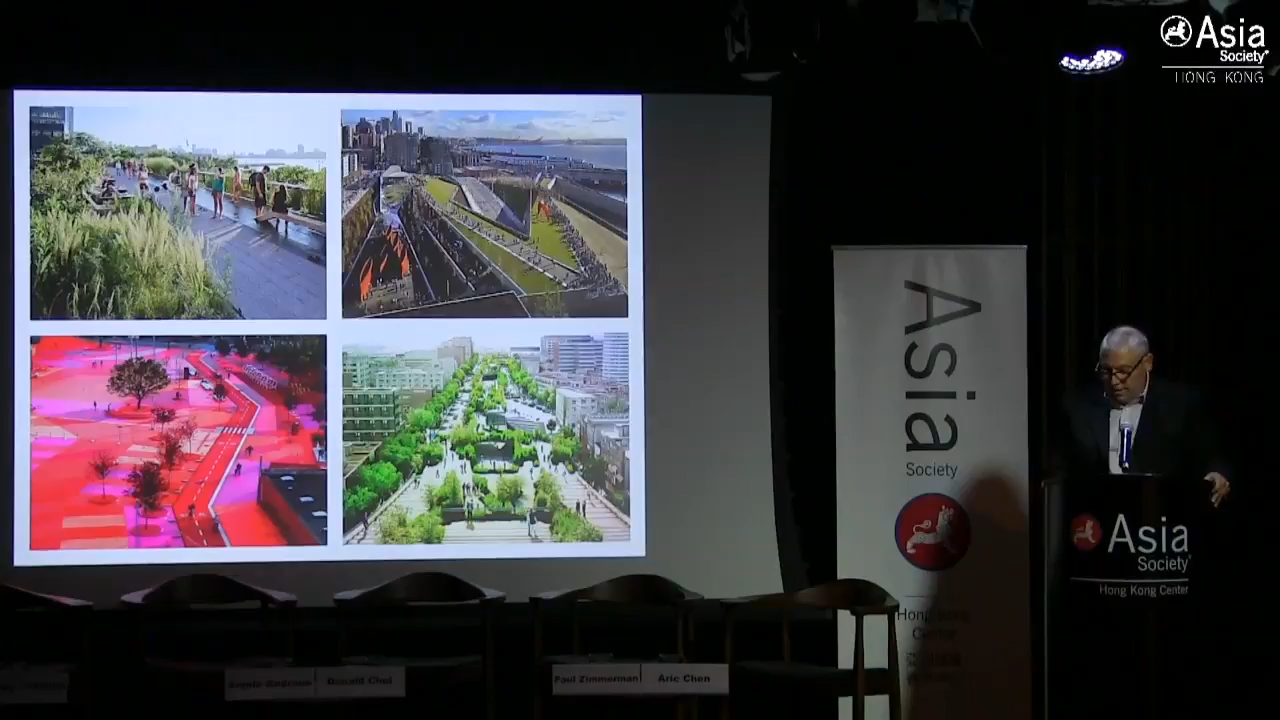 Asia
Society
HONG KONG
Asia
Society
Hong Kong
Center
Asia
Society
Hong Kong Center
Donald Choi
Paul Zimmerman
Aric Chen